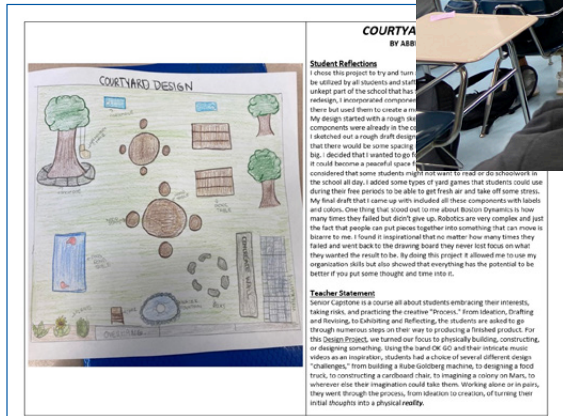 COURTYARD DESIGN
COURTYA
BY ABBI
Student Reflections
I chose this project to try and turn
be utilized by all students and staf
unkept part of the school that has
redesign, I incorporated compone
there but used them to create a m
My design started with a rough ske
components were already in the co
I sketched out a rough draft design
that there would be some spacing
big. I decided that I wanted to go fo
it could become a peaceful space f
considered that some students might not want to read or do schoolwork in
the school all day. I added some types of yard games that students could use
during their free periods to be able to get fresh air and take off some stress.
My final draft that I came up with included all these components with labels
and colors. One thing that stood out to me about Boston Dynamics is how
many times they failed but didn't give up. Robotics are very complex and just
the fact that people can put pieces together into something that can move is
bizarre to me. I found it inspirational that no matter how many times they
failed and went back to the drawing board they never lost focus on what
they wanted the result to be. By doing this project it allowed me to use my
organization skills but also showed that everything has the potential to be
better if you put some thought and time into it.
Teacher Statement
Senior Capstone is a course all about students embracing their interests,
taking risks, and practicing the creative "Process." From Ideation, Drafting
and Revising, to Exhibiting and Reflecting, the students are asked to go
through numerous steps on their way to producing a finished product. For
this Design Project, we turned our focus to physically building, constructing,
or designing something. Using the band OK GO and their intricate music
videos as an inspiration, students had a choice of several different design
"challenges," from building a Rube Goldberg machine, to designing a food
truck, to constructing a cardboard chair, to imagining a colony on Mars, to
wherever else their imagination could take them. Working alone or in pairs,
they went through the process, from ideation to creation, of turning their
initial thoughts into a physical reality.